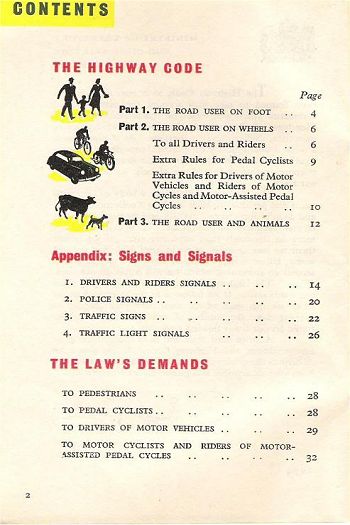 CONTENTS
THE HIGHWAY CODE
Page
Part 1. THE ROAD USER ON FOOT .. 4
Part 2. THE ROAD USER ON WHEELS .. 6
To all Drivers and Riders .. 6
Extra Rules for Pedal Cyclists 9
Extra Rules for Drivers of Motor
Vehicles and Riders of Motor
Cycles and Motor-Assisted Pedal
Cycles .. .. .. .. 10
Part 3. THE ROAD USER AND ANIMALS 12
Appendix: Signs and Signals
1. DRIVERS AND RIDERS SIGNALS .. .. .. 14
2. POLICE SIGNALS .. .. .. .. .. 20
3. TRAFFIC SIGNS .. .. .. .. .. 22
4. TRAFFIC LIGHT SIGNALS .. .. .. 26
THE LAW'S DEMANDS
TO PEDESTRIANS .. .. .. .. 28
TO PEDAL CYCLISTS .. .. .. .. .. 28
TO DRIVERS OF MOTOR VEHICLES .. .. .. 29
TO MOTOR CYCLISTS AND RIDERS OF MOTOR-
ASSISTED PEDAL CYCLES .. .. .. .. 32
2